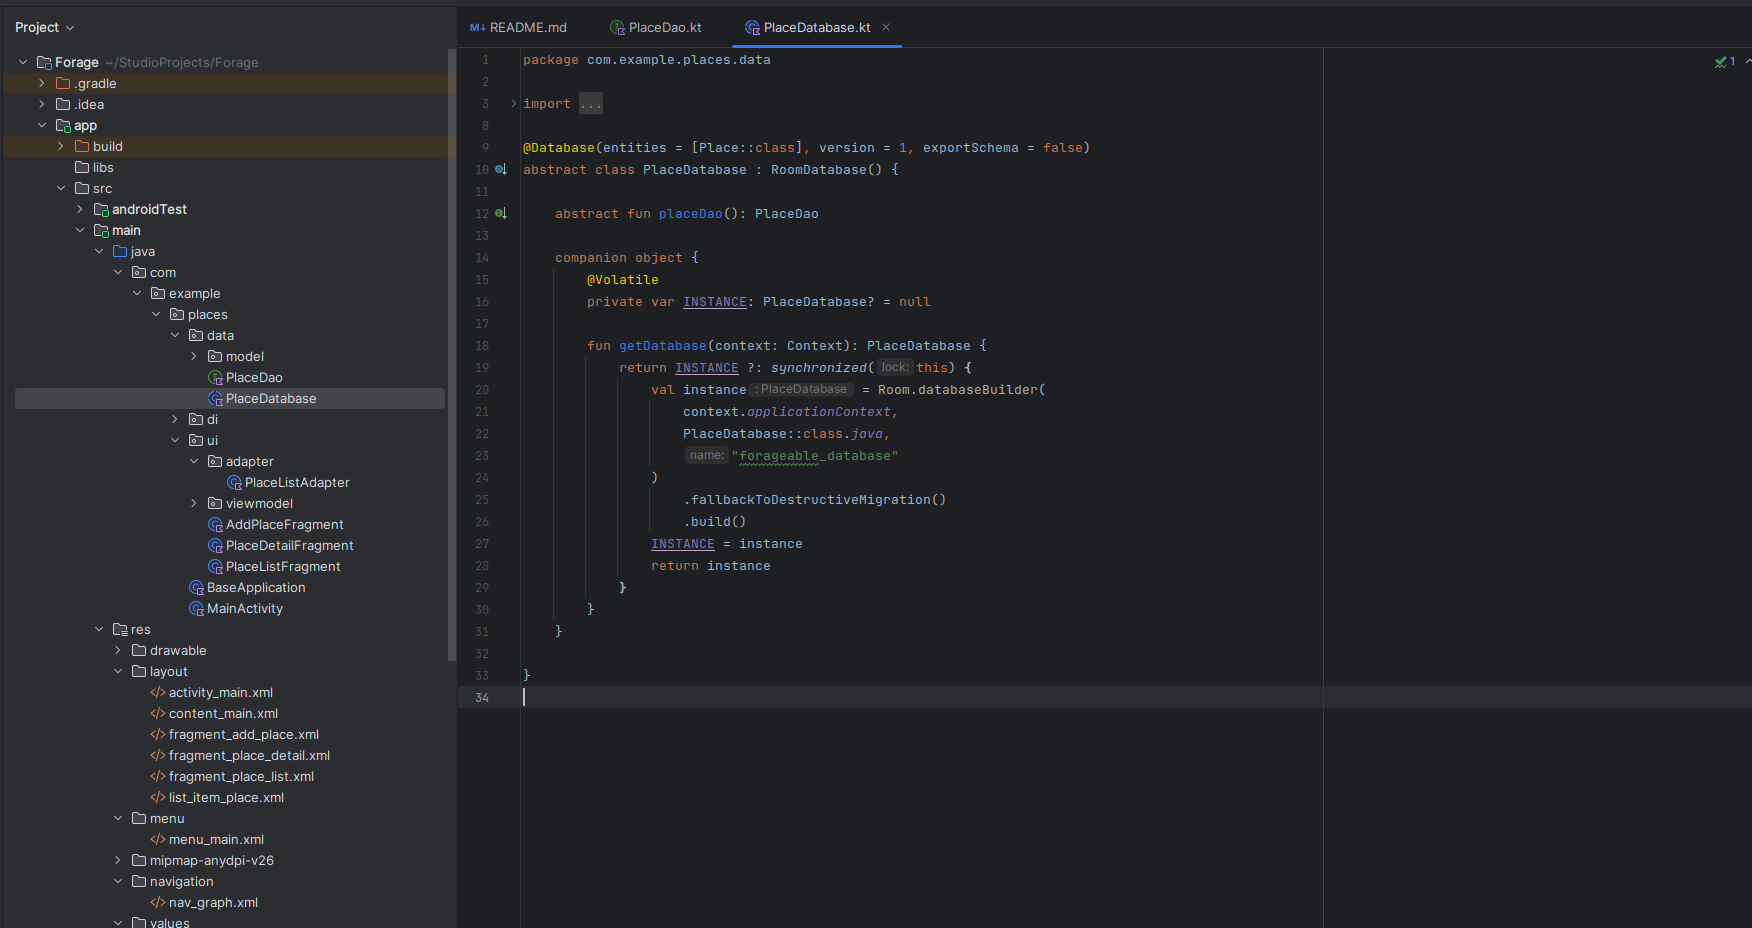 Project
Forage ~/StudioProjects/Forage
.gradle
.idea
app
build
libs
src
androidTest
main
java
com
example
places
data
model
PlaceDao
PlaceDatabase
di
ui
adapter
PlaceListAdapter
viewmodel
AddPlaceFragment
PlaceDetailFragment
PlaceListFragment
BaseApplication
MainActivity
res
drawable
layout
activity_main.xml
content_main.xml
fragment_add_place.xml
fragment_place_detail.xml
fragment_place_list.xml
list_item_place.xml
menu
menu_main.xml
mipmap-anydpi-v26
navigation
nav_graph.xml
values
M↓ README.md PlaceDao.kt PlaceDatabase.kt
1 package com.example.places.data
1
2
3 import ...
8
9 @Database(entities = [Place::class], version = 1, exportSchema = false)
10 abstract class PlaceDatabase : RoomDatabase() {
11
12 abstract fun placeDao(): PlaceDao
13
14 companion object {
15 @Volatile
16 private var INSTANCE: PlaceDatabase? = null
17
18 fun getDatabase(context: Context): PlaceDatabase {
19 return INSTANCE ?: synchronized( lock: this) {
20 val instance : PlaceDatabase = Room.databaseBuilder(
21 context.applicationContext,
22 PlaceDatabase::class.java,
23 name: "forageable_database"
24 )
25 .fallbackToDestructiveMigration()
26 .build()
27 INSTANCE = instance
28 return instance
29 }
30 }
31 }
32
33 }
34